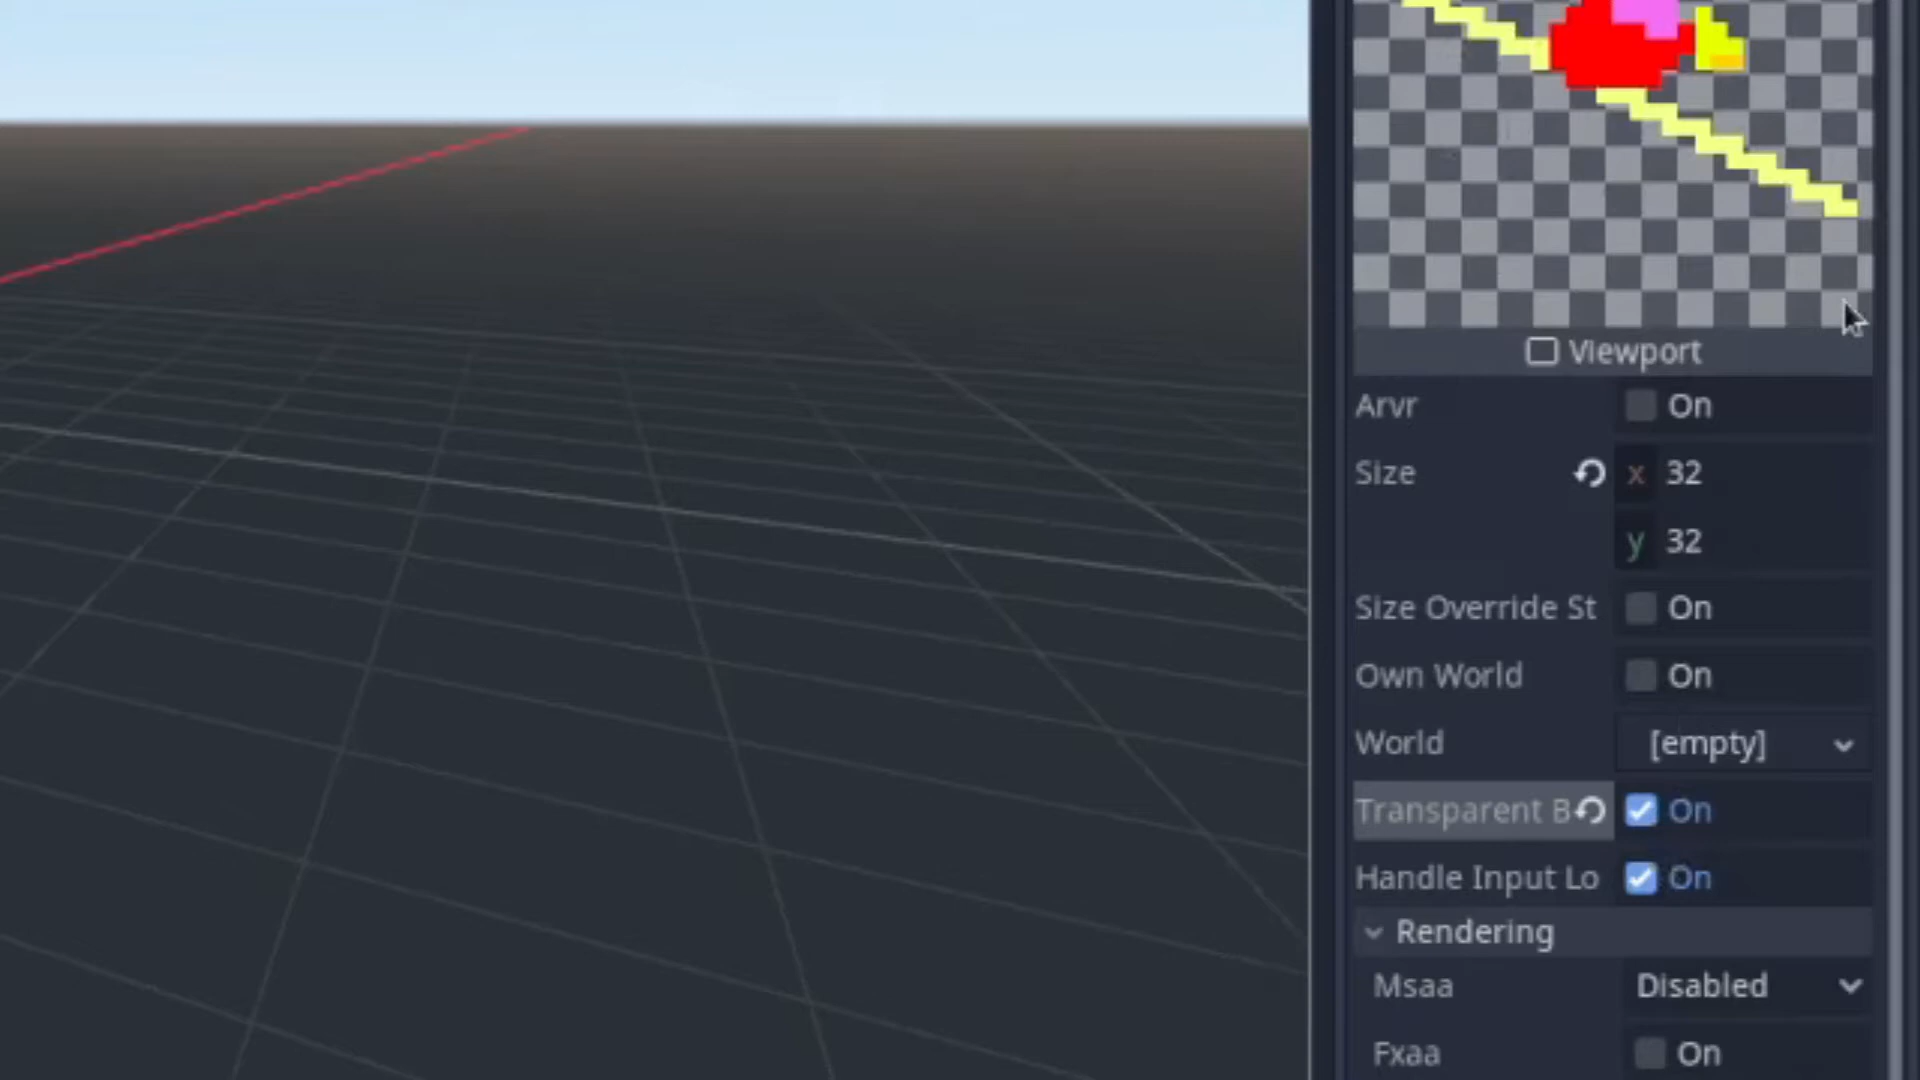 Viewport
Arvr On
Size x 32
y 32
Size Override St On
Own World On
World [empty]
Transparent B On
Handle Input Lo On
Rendering
Msaa Disabled
Fxaa On